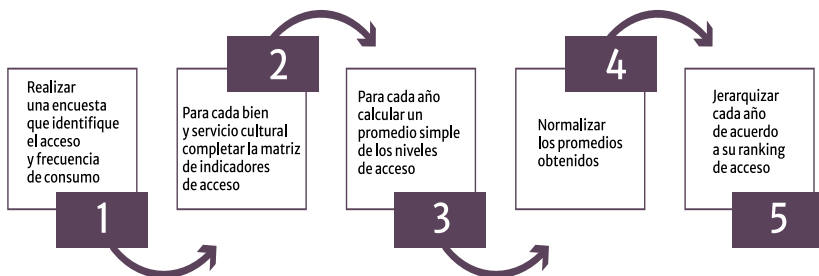 Realizar
una encuesta
que identifique
el acceso
y frecuencia
de consumo
1
2
Para cada bien
y servicio cultural
completar la matriz
de indicadores
de acceso
Para cada año
calcular un
promedio simple
de los niveles
de acceso
3
4
Normalizar
los promedios
obtenidos
Jerarquizar
cada año
de acuerdo
a su ranking
de acceso
5